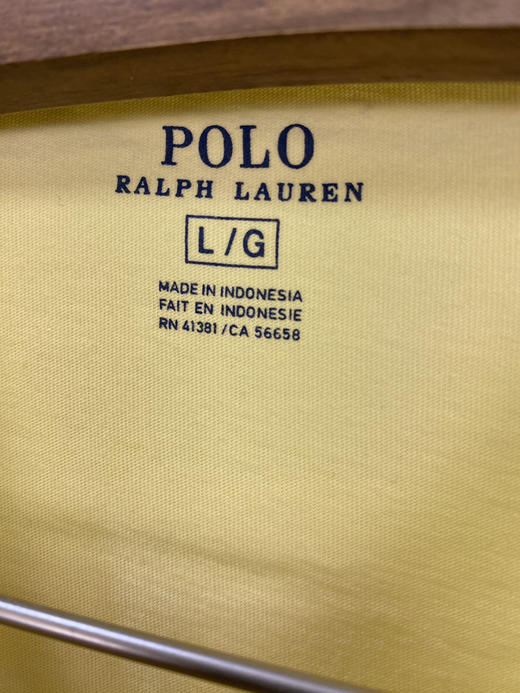 POLO
RALPH LAUREN
L/G
MADE IN INDONESIA
FAIT EN INDONESIE
RN 41381/CA 56658